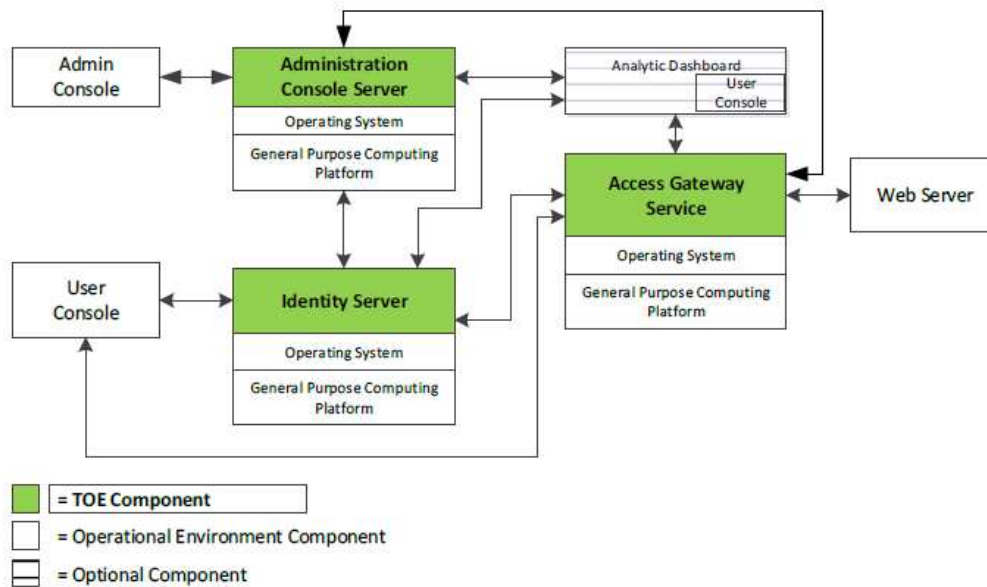 Admin
Console
Administration
Console Server
Operating System
General Purpose Computing
Platform
Analytic Dashboard
User
Console
Access Gateway
Service
Operating System
General Purpose Computing
Platform
Web Server
User
Console
Identity Server
Operating System
General Purpose Computing
Platform
= TOE Component
= Operational Environment Component
= Optional Component